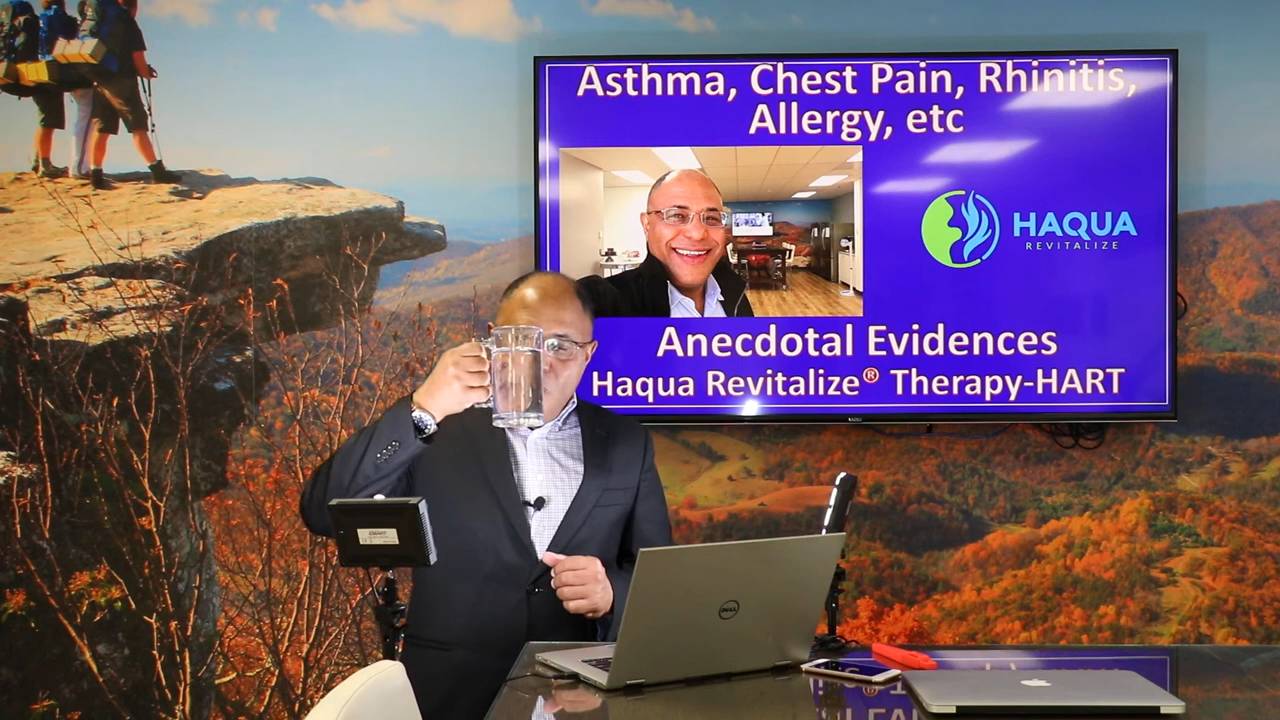 Asthma, Chest Pain, Rhinitis,
Allergy, etc
HAQUA
REVITALIZE
Anecdotal Evidences
Haqua Revitalize® Therapy-HART
DELL